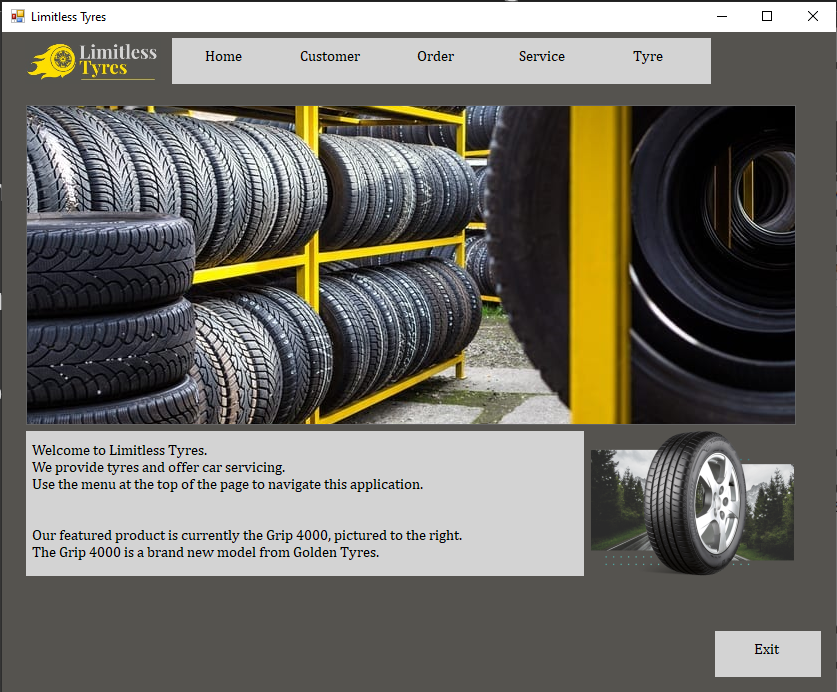 Limitless Tyres
Limitless
Tyres
Home Customer Order Service Tyre
Welcome to Limitless Tyres.
We provide tyres and offer car servicing.
Use the menu at the top of the page to navigate this application.
Our featured product is currently the Grip 4000, pictured to the right.
The Grip 4000 is a brand new model from Golden Tyres.
Exit